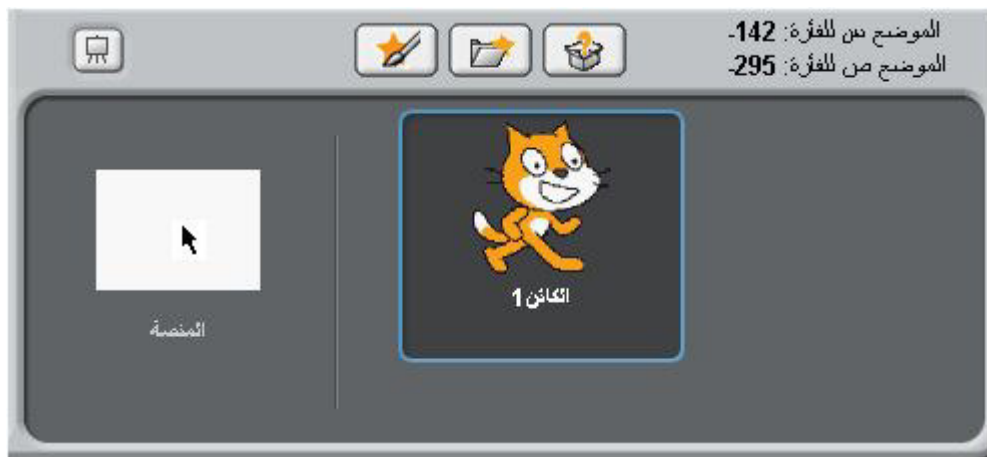 الموضع س للفأرة: 142-
الموضع ص للفأرة: 295-
الكائن1
المنصة